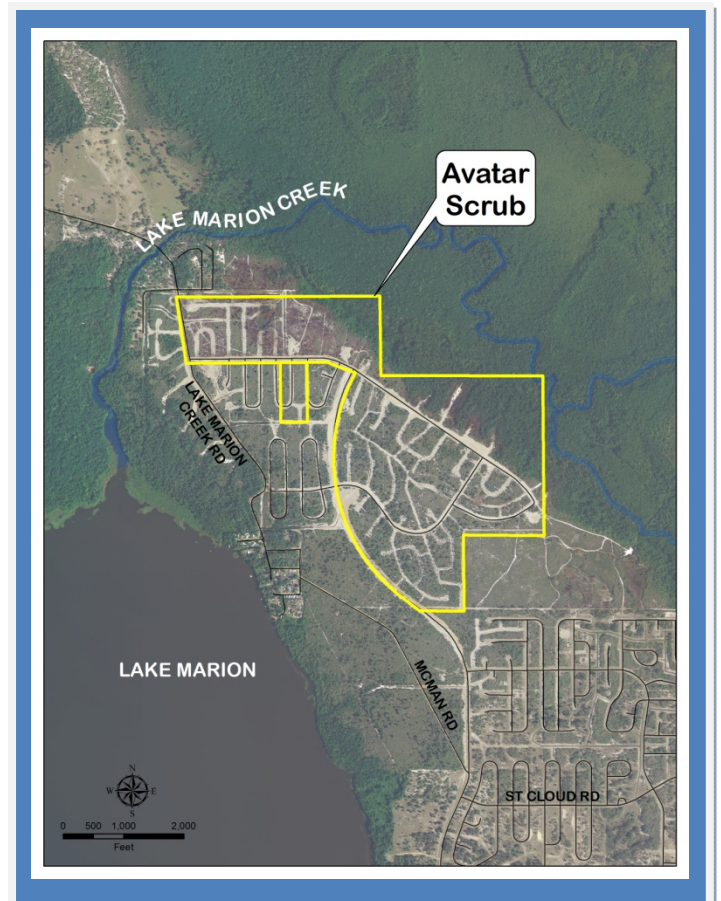 Avatar
Scrub
LAKE MARION CREEK
LAKE MARION
CREEK RD
LAKE MARION
MCMAN RD
ST CLOUD RD
N
W E
S
0 500 1,000 2,000
Feet